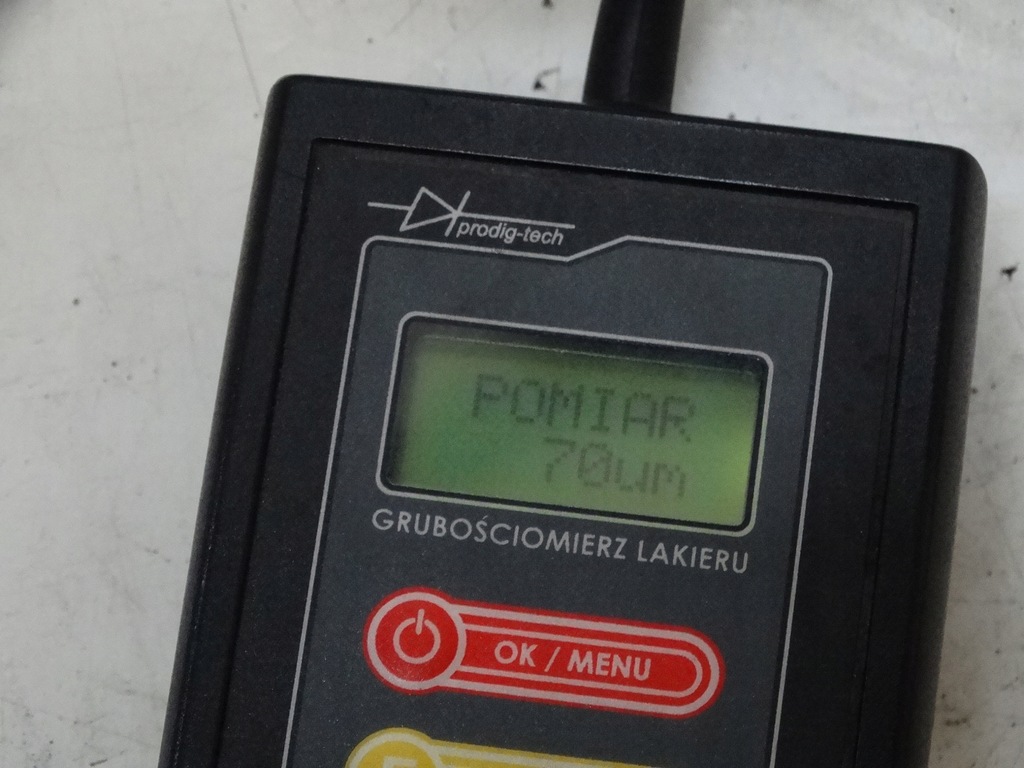 prodig-tech
POMIAR
70um
GRUBOŚCIOMIERZ LAKIERU
OK / MENU